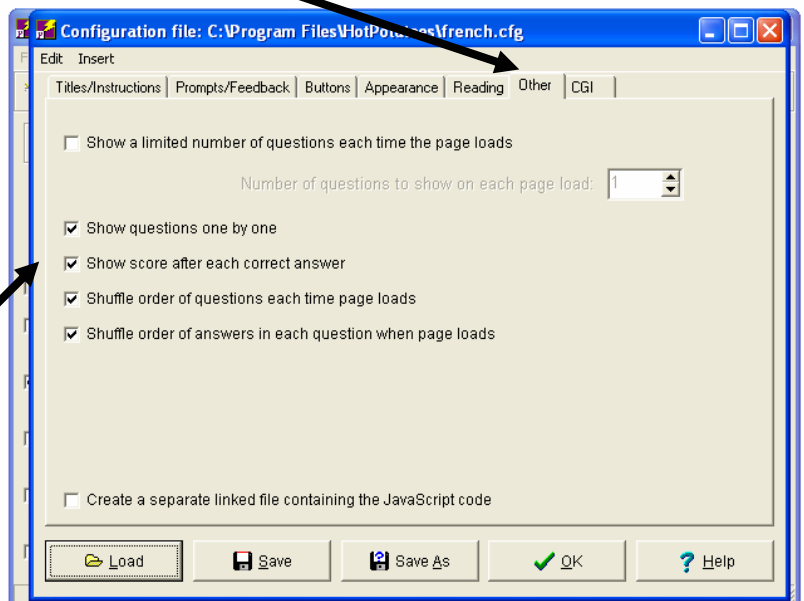 Configuration file: C:\Program Files\HotPotatoes\french.cfg
Edit Insert
Titles/Instructions Prompts/Feedback Buttons Appearance Reading Other CGI
Show a limited number of questions each time the page loads
Number of questions to show on each page load: 1
Show questions one by one
Show score after each correct answer
Shuffle order of questions each time page loads
Shuffle order of answers in each question when page loads
Create a separate linked file containing the JavaScript code
Load Save Save As OK Help